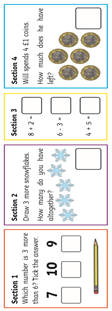 Section 1
Which number is 3 more
than 6? Tick the answer.
7 10 9
Section 2
Draw 3 more snowflakes.
How many do you have
altogether?
Section 3
8 + 2 =
6 - 3 =
4 + 5 =
Section 4
Will spends 4 £1 coins.
How much does he have
left?